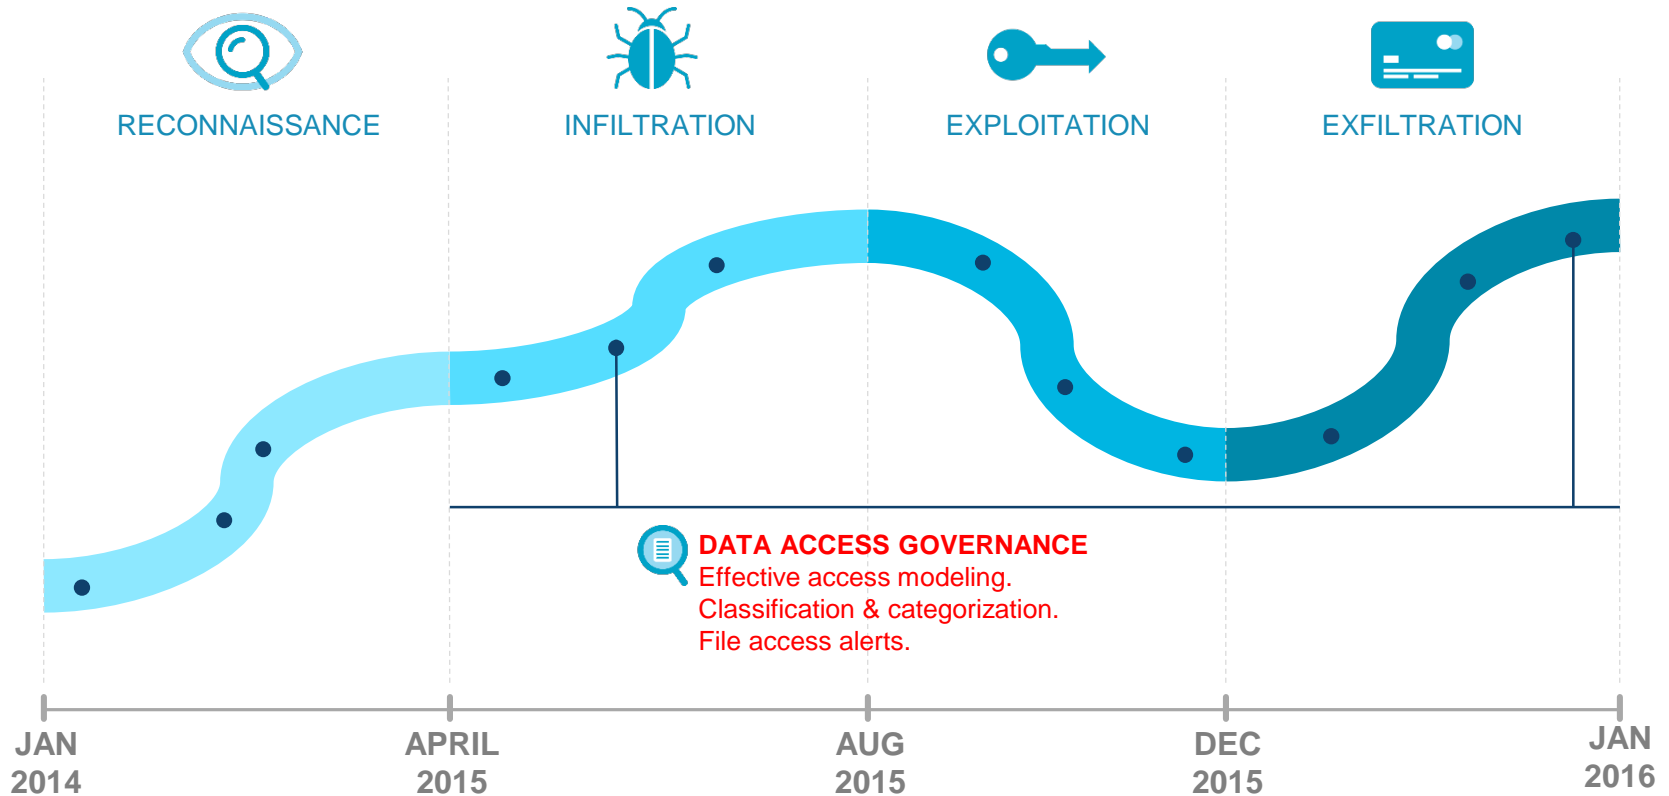 RECONNAISSANCE
INFILTRATION
EXPLOITATION
EXFILTRATION
DATA ACCESS GOVERNANCE
Effective access modeling.
Classification & categorization.
File access alerts.
JAN
2014
APRIL
2015
AUG
2015
DEC
2015
JAN
2016